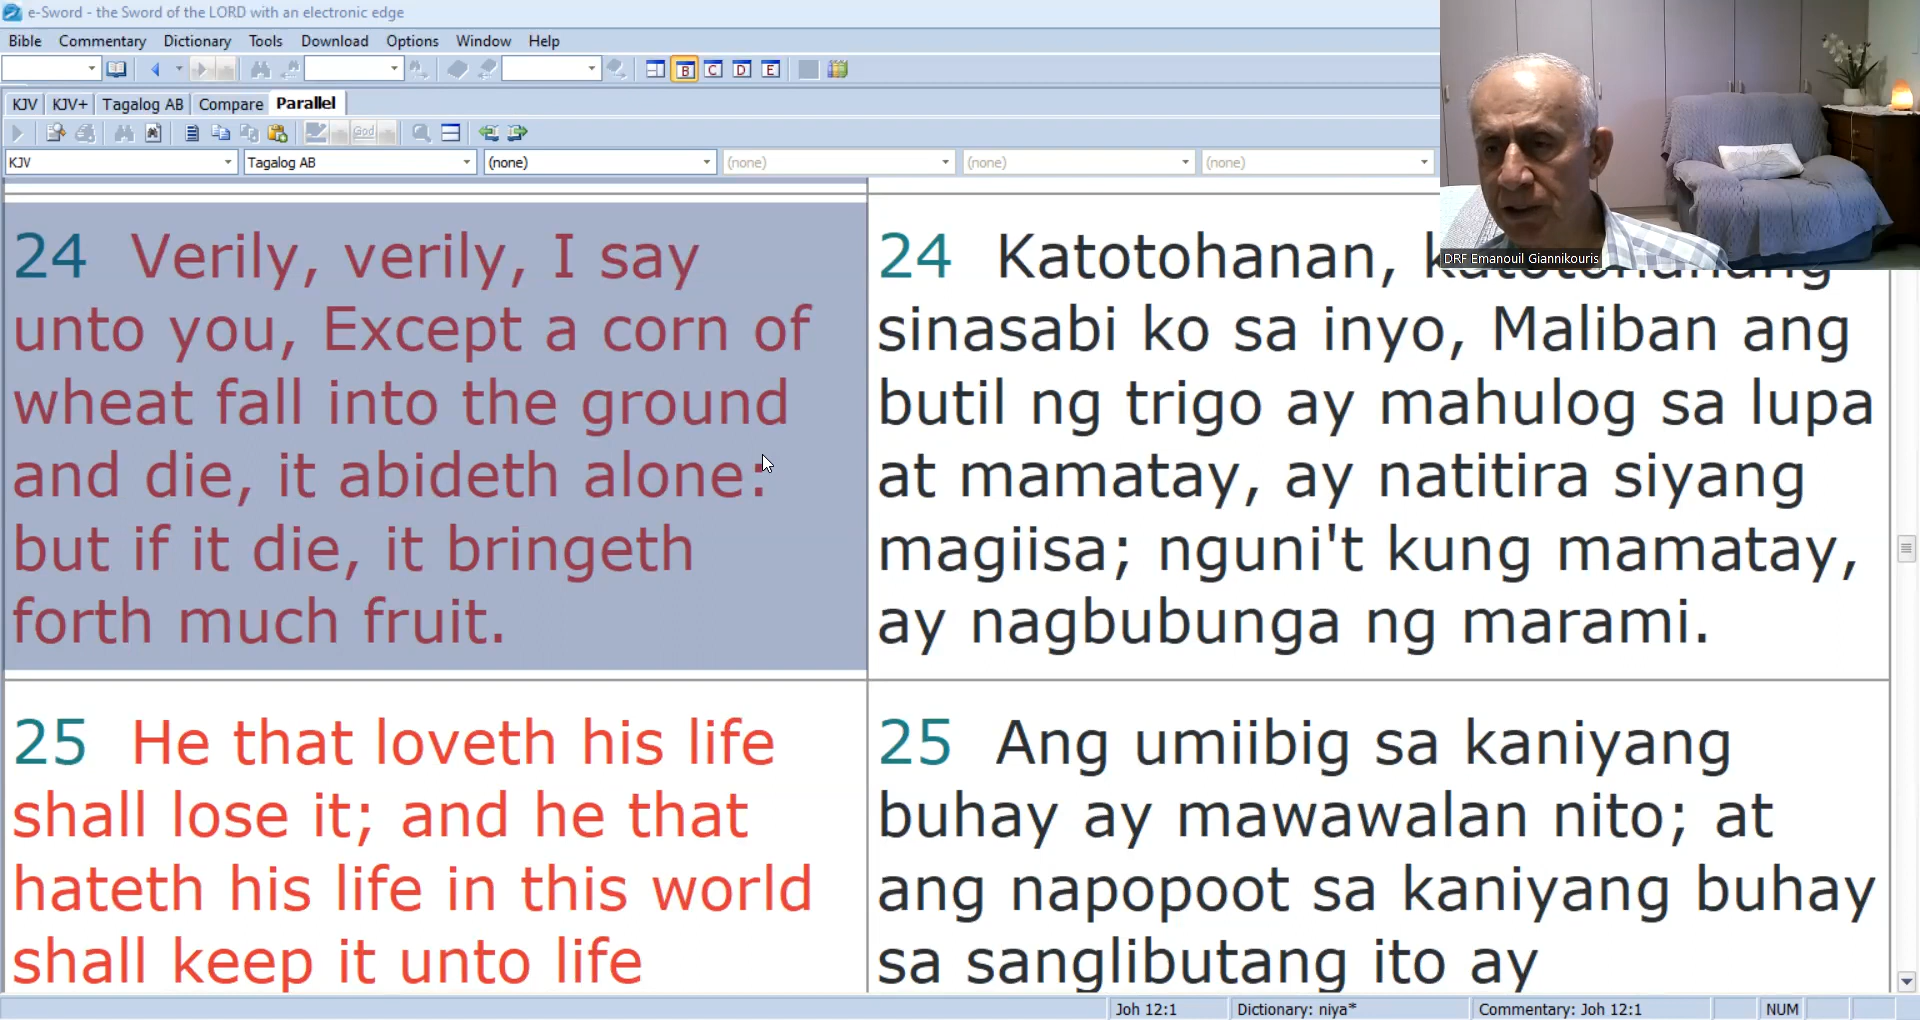 e-Sword - the Sword of the LORD with an electronic edge
Bible Commentary Dictionary Tools Download Options Window Help
B C D E
KJV KJV+ Tagalog AB Compare Parallel
God
KJV Tagalog AB (none) (none) (none) (none)
DRF Emanouil Giannikouris
24 Verily, verily, I say
unto you, Except a corn of
wheat fall into the ground
and die, it abideth alone:
but if it die, it bringeth
forth much fruit.
24 Katotohanan,
sinasabi ko sa inyo, Maliban ang
butil ng trigo ay mahulog sa lupa
at mamatay, ay natitira siyang
magiisa; nguni't kung mamatay,
ay nagbubunga ng marami.
25 He that loveth his life
shall lose it; and he that
hateth his life in this world
shall keep it unto life
25 Ang umiibig sa kaniyang
buhay ay mawawalan nito; at
ang napopoot sa kaniyang buhay
sa sanglibutang ito ay
Joh 12:1 Dictionary: niya* Commentary: Joh 12:1 NUM